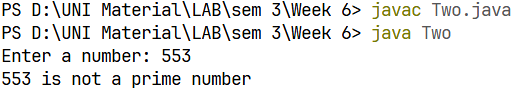 PS D:\UNI Material\LAB\sem 3\Week 6> javac Two.java
PS D:\UNI Material\LAB\sem 3\Week 6> java Two
Enter a number: 553
553 is not a prime number